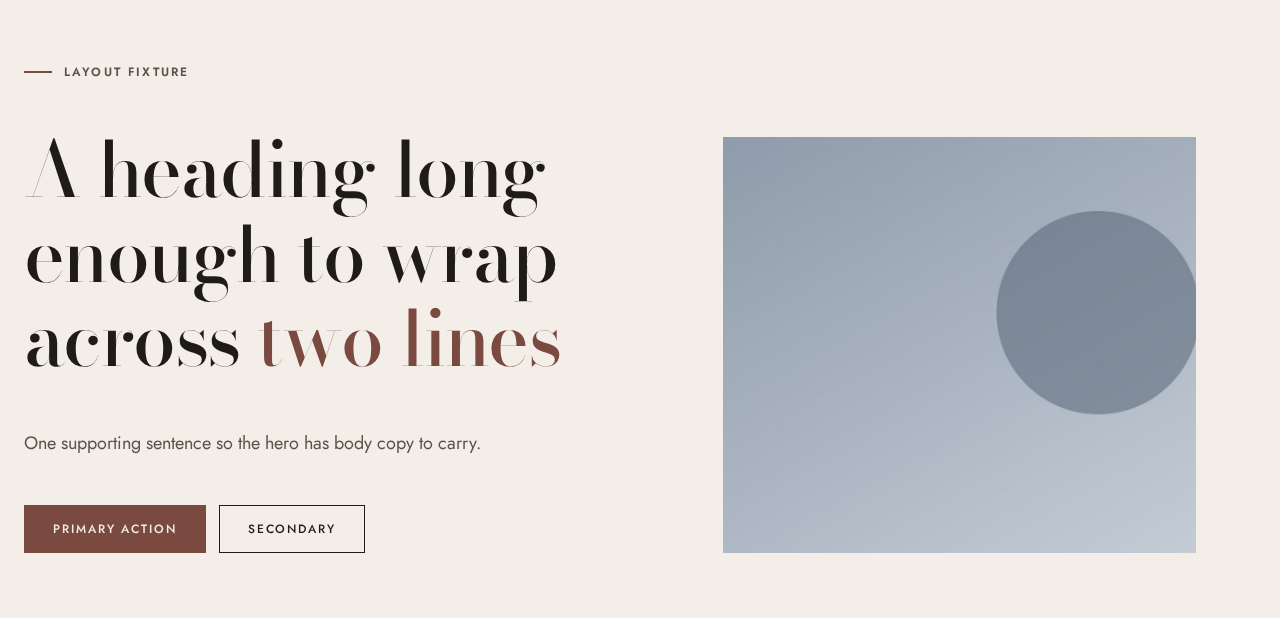 LAYOUT FIXTURE
A heading long
enough to wrap
across two lines
One supporting sentence so the hero has body copy to carry.
PRIMARY ACTION
SECONDARY